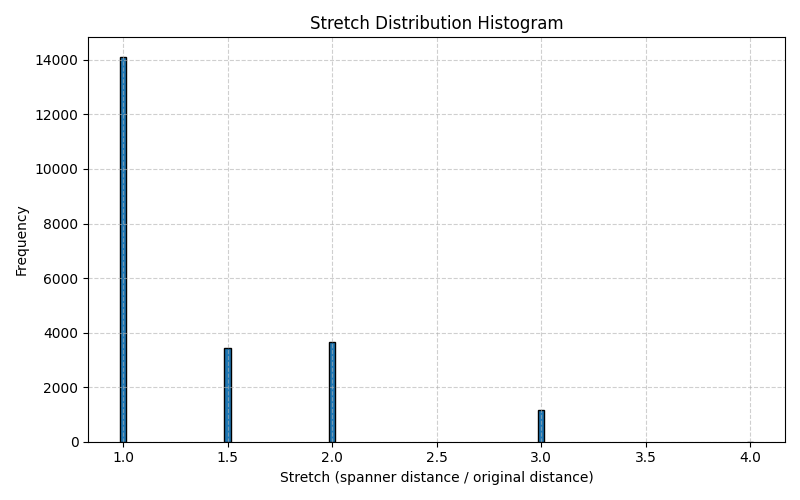 Stretch Distribution Histogram
14000
12000
10000
8000
6000
4000
2000
0
Frequency
1.0 1.5 2.0 2.5 3.0 3.5 4.0
Stretch (spanner distance / original distance)